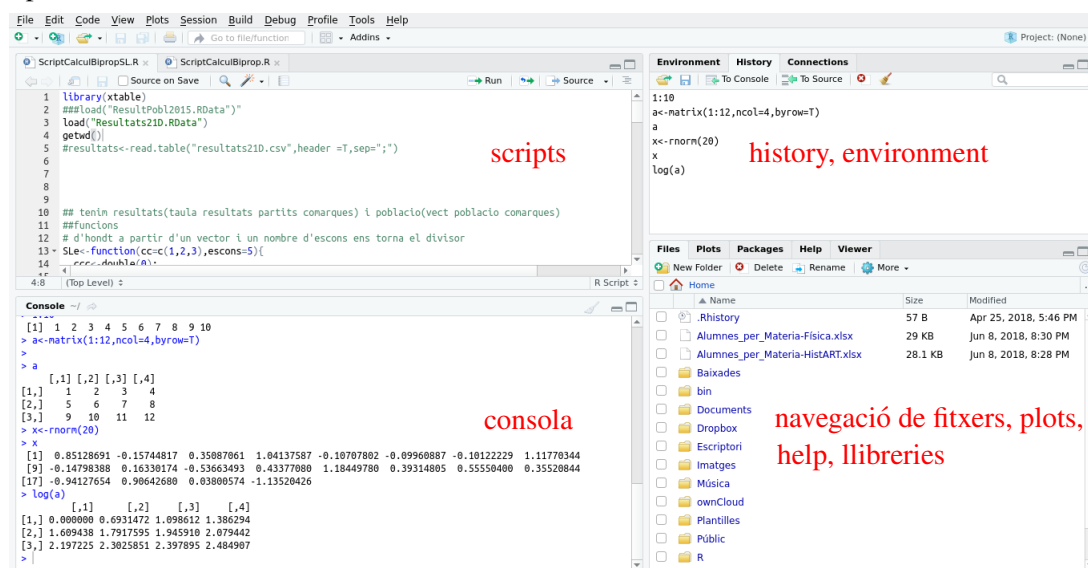 File Edit Code View Plots Session Build Debug Profile Tools Help
Go to file/function Addins Project: (None)
ScriptCalculBipropSL.R ScriptCalculBiprop.R
Source on Save Run Source
1 library(xtable)
2 ###load("ResultPobl2015.RData")"
3 load("Resultats21D.RData")
4 getwd()
5 #resultats<-read.table("resultats21D.csv",header =T,sep=";")
6
7
8
9
10 ## tenim resultats(taula resultats partits comarques) i poblacio(vect poblacio comarques)
11 ##funcions
12 # d'hondt a partir d'un vector i un nombre d'escons ens torna el divisor
13 SLe<-function(cc=c(1,2,3),escons=5){
14 ccc<-double(0);
15
4:8 (Top Level) R Script
scripts
Console ~/
> 1:10
[1] 1 2 3 4 5 6 7 8 9 10
> a<-matrix(1:12,ncol=4,byrow=T)
>
> a
[,1] [,2] [,3] [,4]
[1,] 1 2 3 4
[2,] 5 6 7 8
[3,] 9 10 11 12
> x<-rnorm(20)
> x
[1] 0.85128691 -0.15744817 0.35087061 1.04137587 -0.10707802 -0.09960887 -0.10122229 1.11770344
[9] -0.14798388 0.16330174 -0.53663493 0.43377080 1.18449780 0.39314805 0.55550400 0.35520844
[17] -0.94127654 0.90642680 0.03800574 -1.13520426
> log(a)
[,1] [,2] [,3] [,4]
[1,] 0.000000 0.6931472 1.098612 1.386294
[2,] 1.609438 1.7917595 1.945910 2.079442
[3,] 2.197225 2.3025851 2.397895 2.484907
>
consola
Environment History Connections
To Console To Source
1:10
a<-matrix(1:12,ncol=4,byrow=T)
a
x<-rnorm(20)
x
log(a)
history, environment
Files Plots Packages Help Viewer
New Folder Delete Rename More
Home
Name Size Modified
.Rhistory 57 B Apr 25, 2018, 5:46 PM
Alumnes_per_Materia-Física.xlsx 29 KB Jun 8, 2018, 8:30 PM
Alumnes_per_Materia-HistART.xlsx 28.1 KB Jun 8, 2018, 8:28 PM
Baixades
bin
Documents
Dropbox
Escriptori
Imatges
Música
ownCloud
Plantilles
Públic
R
navegació de fitxers, plots,
help, llibreries